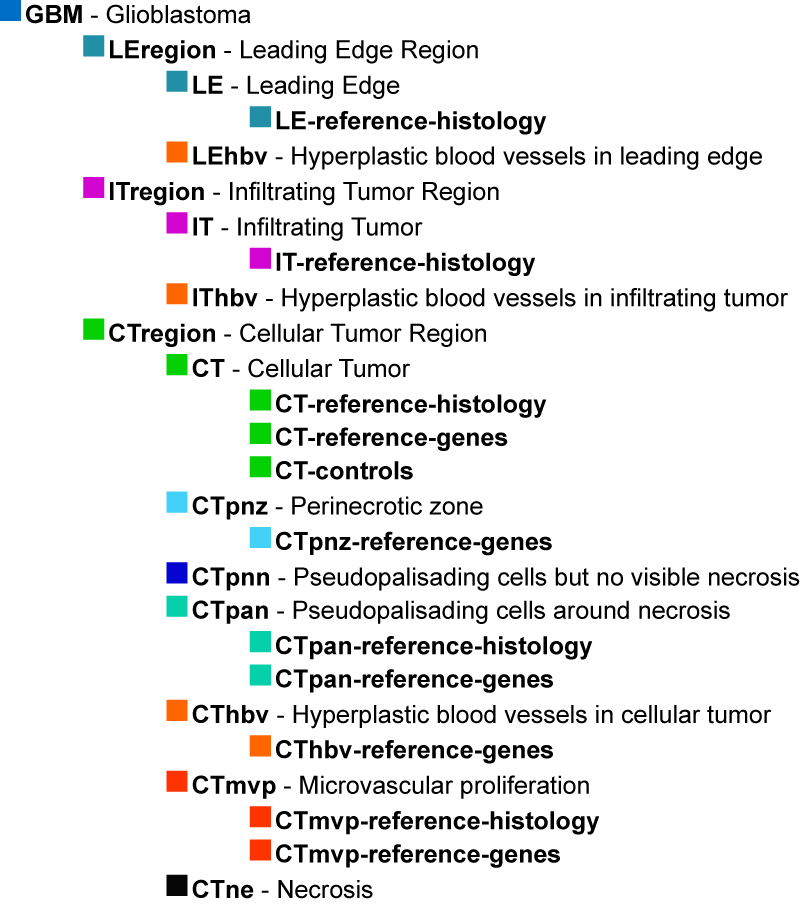 GBM - Glioblastoma
LEregion - Leading Edge Region
LE - Leading Edge
LE-reference-histology
LEhbv - Hyperplastic blood vessels in leading edge
ITregion - Infiltrating Tumor Region
IT - Infiltrating Tumor
IT-reference-histology
IThbv - Hyperplastic blood vessels in infiltrating tumor
CTregion - Cellular Tumor Region
CT - Cellular Tumor
CT-reference-histology
CT-reference-genes
CT-controls
CTpnz - Perinecrotic zone
CTpnz-reference-genes
CTpnn - Pseudopalisading cells but no visible necrosis
CTpan - Pseudopalisading cells around necrosis
CTpan-reference-histology
CTpan-reference-genes
CThbv - Hyperplastic blood vessels in cellular tumor
CThbv-reference-genes
CTmvp - Microvascular proliferation
CTmvp-reference-histology
CTmvp-reference-genes
CTne - Necrosis